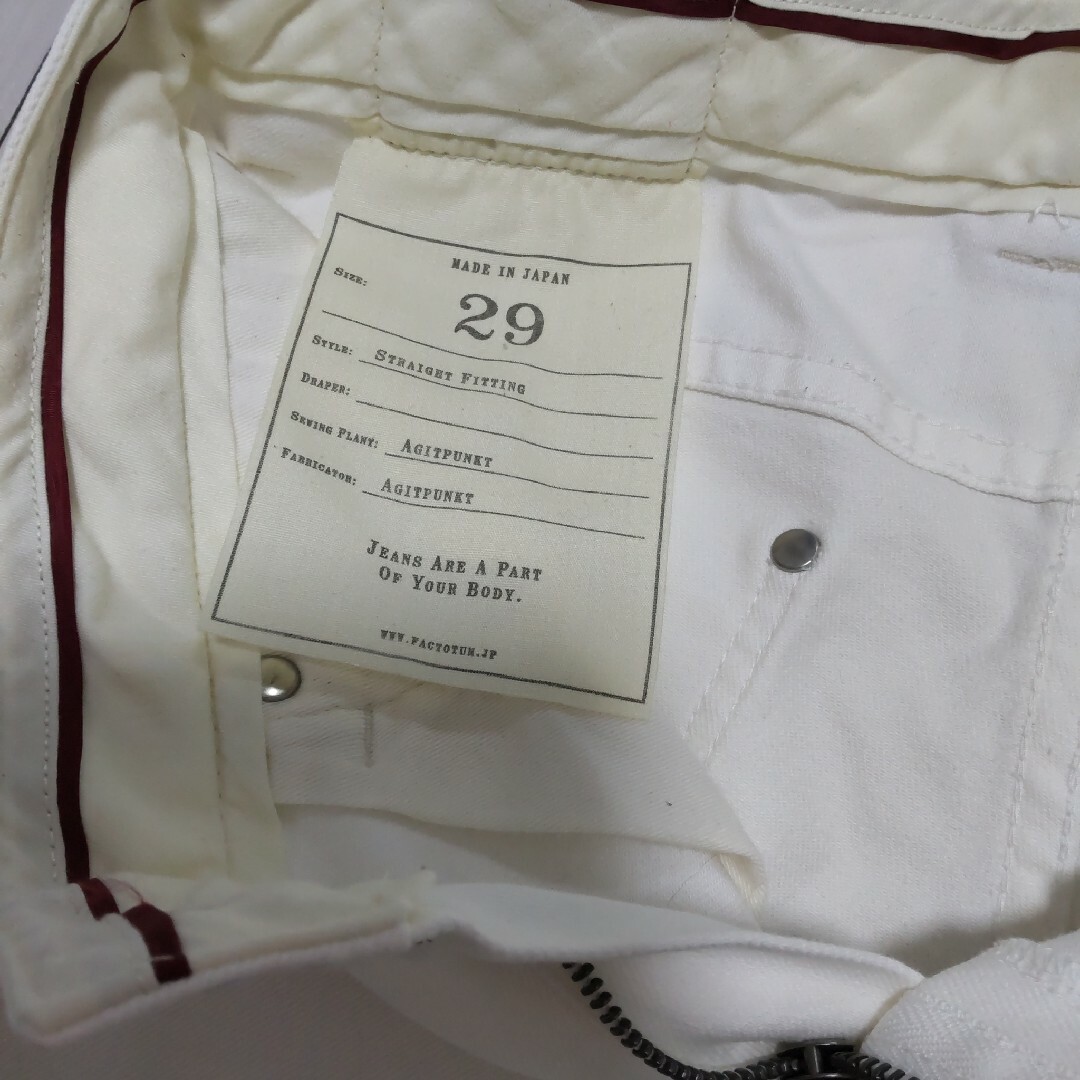 MADE IN JAPAN
SIZE: 29
STYLE: STRAIGHT FITTING
DRAPER:
SEWING PLANT: AGITPUNKT
FABRICATOR: AGITPUNKT
JEANS ARE A PART
OF YOUR BODY.
WWW.FACTOTUM.JP